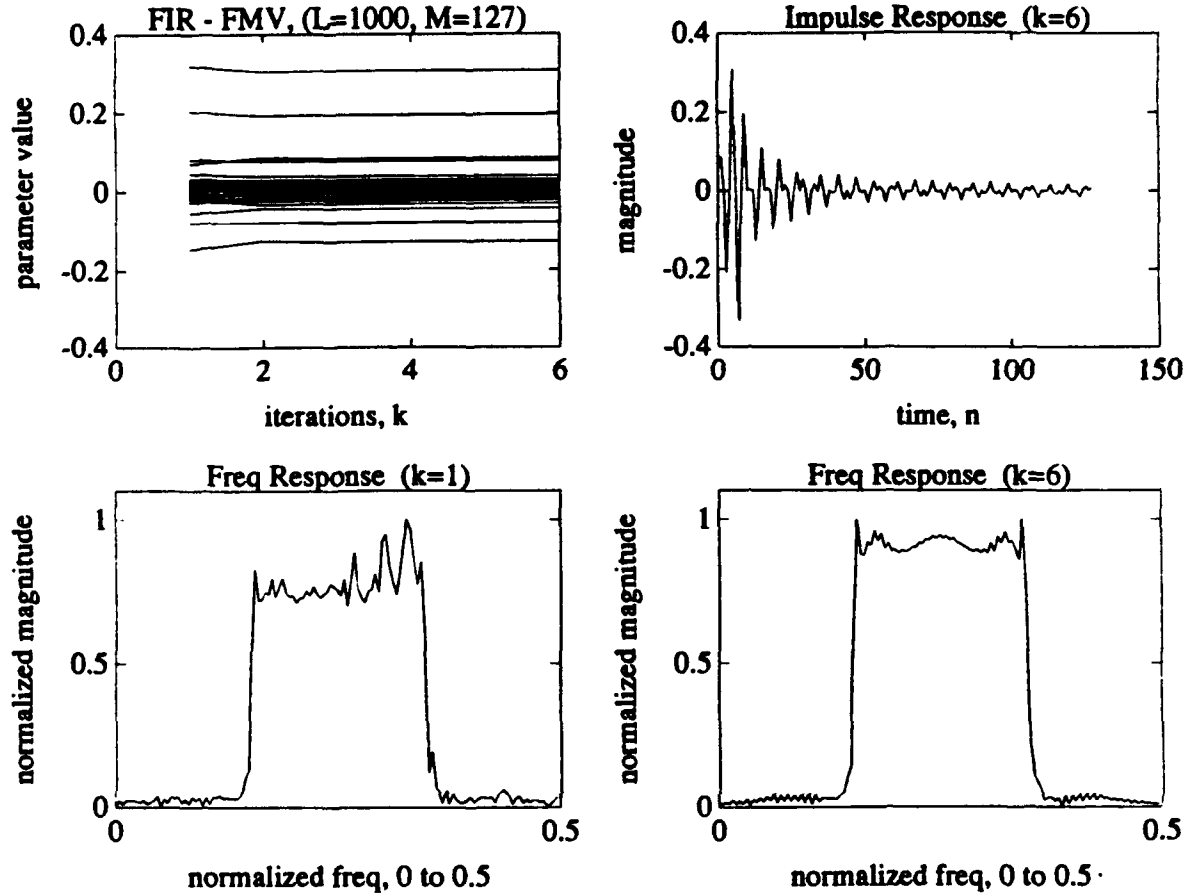 FIR - FMV, (L=1000, M=127)
0.4
0.2
0
-0.2
-0.4
parameter value
0
2
4
6
iterations, k
Impulse Response (k=6)
0.4
0.2
0
-0.2
-0.4
magnitude
0
50
100
150
time, n
Freq Response (k=1)
1
0.5
0
normalized magnitude
0
0.5
normalized freq, 0 to 0.5
Freq Response (k=6)
1
0.5
0
normalized magnitude
0
0.5
normalized freq, 0 to 0.5